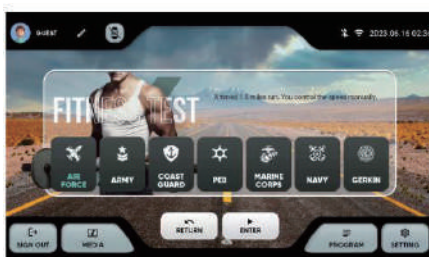 GUEST
2023.06.16 02:36
FITNESS TEST
A timed 1.5 miles run. You control the speed manually.
AIR FORCE
ARMY
COAST GUARD
PEB
MARINE CORPS
NAVY
GERKIN
RETURN
ENTER
SIGN OUT
MEDIA
PROGRAM
SETTING